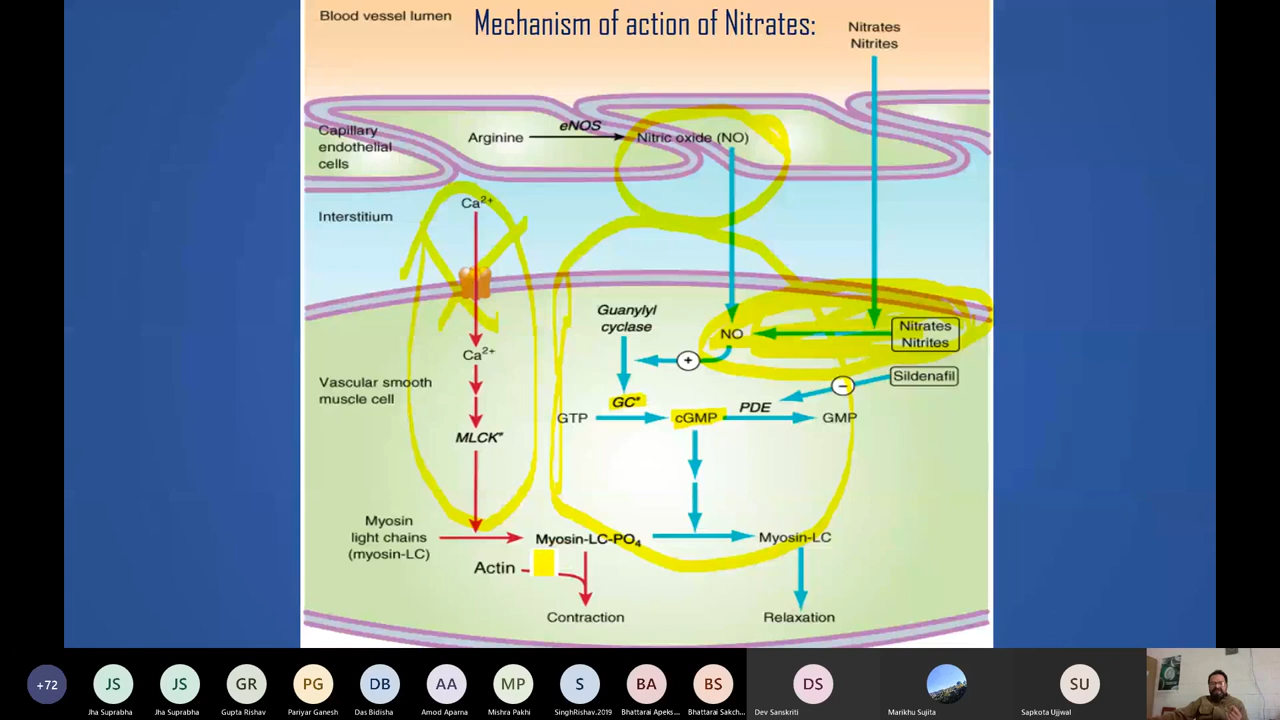 Mechanism of action of Nitrates:
Blood vessel lumen
Nitrates
Nitrites
Capillary
endothelial
cells
Arginine
eNOS
Nitric oxide (NO)
Ca²⁺
Interstitium
Guanylyl
cyclase
NO
Nitrates
Nitrites
+
Ca²⁺
Sildenafil
−
Vascular smooth
muscle cell
GC*
PDE
GTP
cGMP
GMP
MLCK*
Myosin
light chains
(myosin-LC)
Myosin-LC-PO₄
Myosin-LC
Actin
Contraction
Relaxation
+72
JS
JS
GR
PG
DB
AA
MP
S
BA
BS
DS
SU
Jha Suprabha
Jha Suprabha
Gupta Rishav
Pariyar Ganesh
Das Bidisha
Amod Aparna
Mishra Pakhi
SinghRishav.2019
Bhattarai Apeks...
Bhattarai Sakch...
Dev Sanskriti
Marikhu Sujita
Sapkota Ujjwal